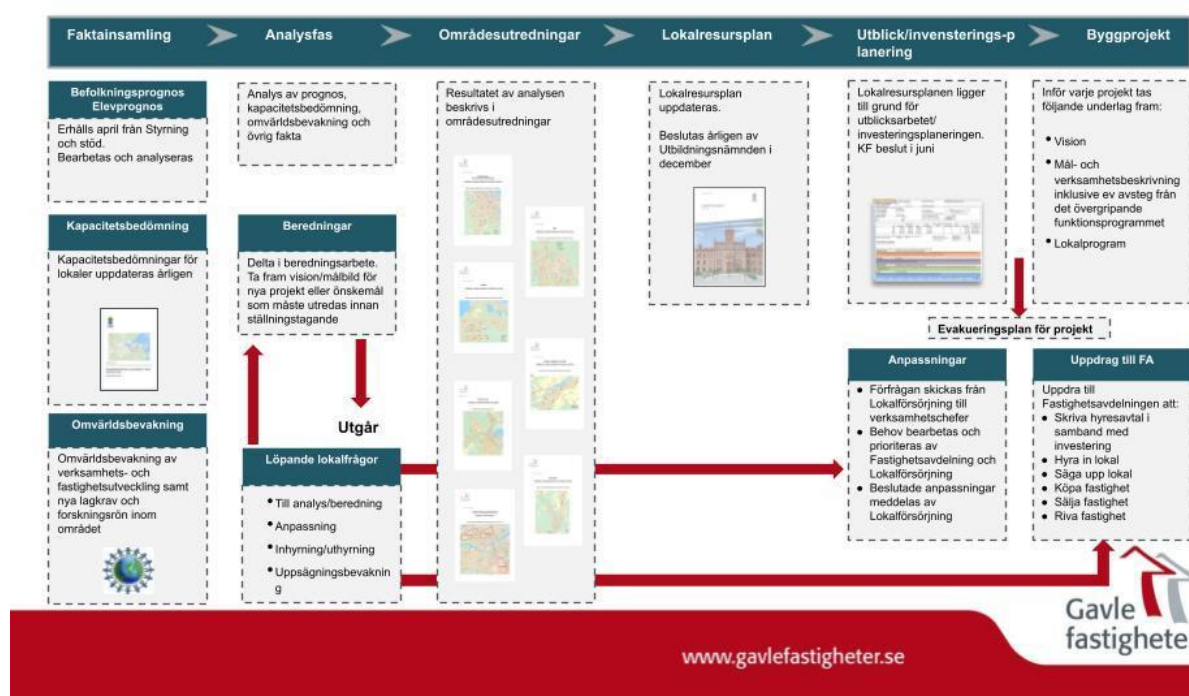 Faktainsamling
Analysfas
Områdesutredningar
Lokalresursplan
Utblick/invensterings-p
lanering
Byggprojekt
Befolkningsprognos
Elevprognos
Erhålls april från Styrning
och stöd.
Bearbetas och analyseras
Kapacitetsbedömning
Kapacitetsbedömningar för
lokaler uppdateras årligen
Omvärldsbevakning
Omvärldsbevakning av
verksamhets- och
fastighetsutveckling samt
nya lagkrav och
forskningsrön inom
området
Analys av prognos,
kapacitetsbedömning,
omvärldsbevakning och
övrig fakta
Beredningar
Delta i beredningsarbete.
Ta fram vision/målbild för
nya projekt eller önskemål
som måste utredas innan
ställningstagande
Utgår
Löpande lokalfrågor
• Till analys/beredning
• Anpassning
• Inhyrning/uthyrning
• Uppsägningsbevaknin
g
Resultatet av analysen
beskrivs i
områdesutredningar
Lokalresursplan
uppdateras.
Beslutas årligen av
Utbildningsnämnden i
december
Lokalresursplanen ligger
till grund för
utblicksarbetet/
investeringsplaneringen.
KF beslut i juni
Inför varje projekt tas
följande underlag fram:
• Vision
• Mål- och
verksamhetsbeskrivning
inklusive ev avsteg från
det övergripande
funktionsprogrammet
• Lokalprogram
Evakueringsplan för projekt
Anpassningar
• Förfrågan skickas från
Lokalförsörjning till
verksamhetschefer
• Behov bearbetas och
prioriteras av
Fastighetsavdelning och
Lokalförsörjning
• Beslutade anpassningar
meddelas av
Lokalförsörjning
Uppdrag till FA
Uppdra till
Fastighetsavdelningen att:
• Skriva hyresavtal i
samband med
investering
• Hyra in lokal
• Säga upp lokal
• Köpa fastighet
• Sälja fastighet
• Riva fastighet
Gavle
fastighete
www.gavlefastigheter.se